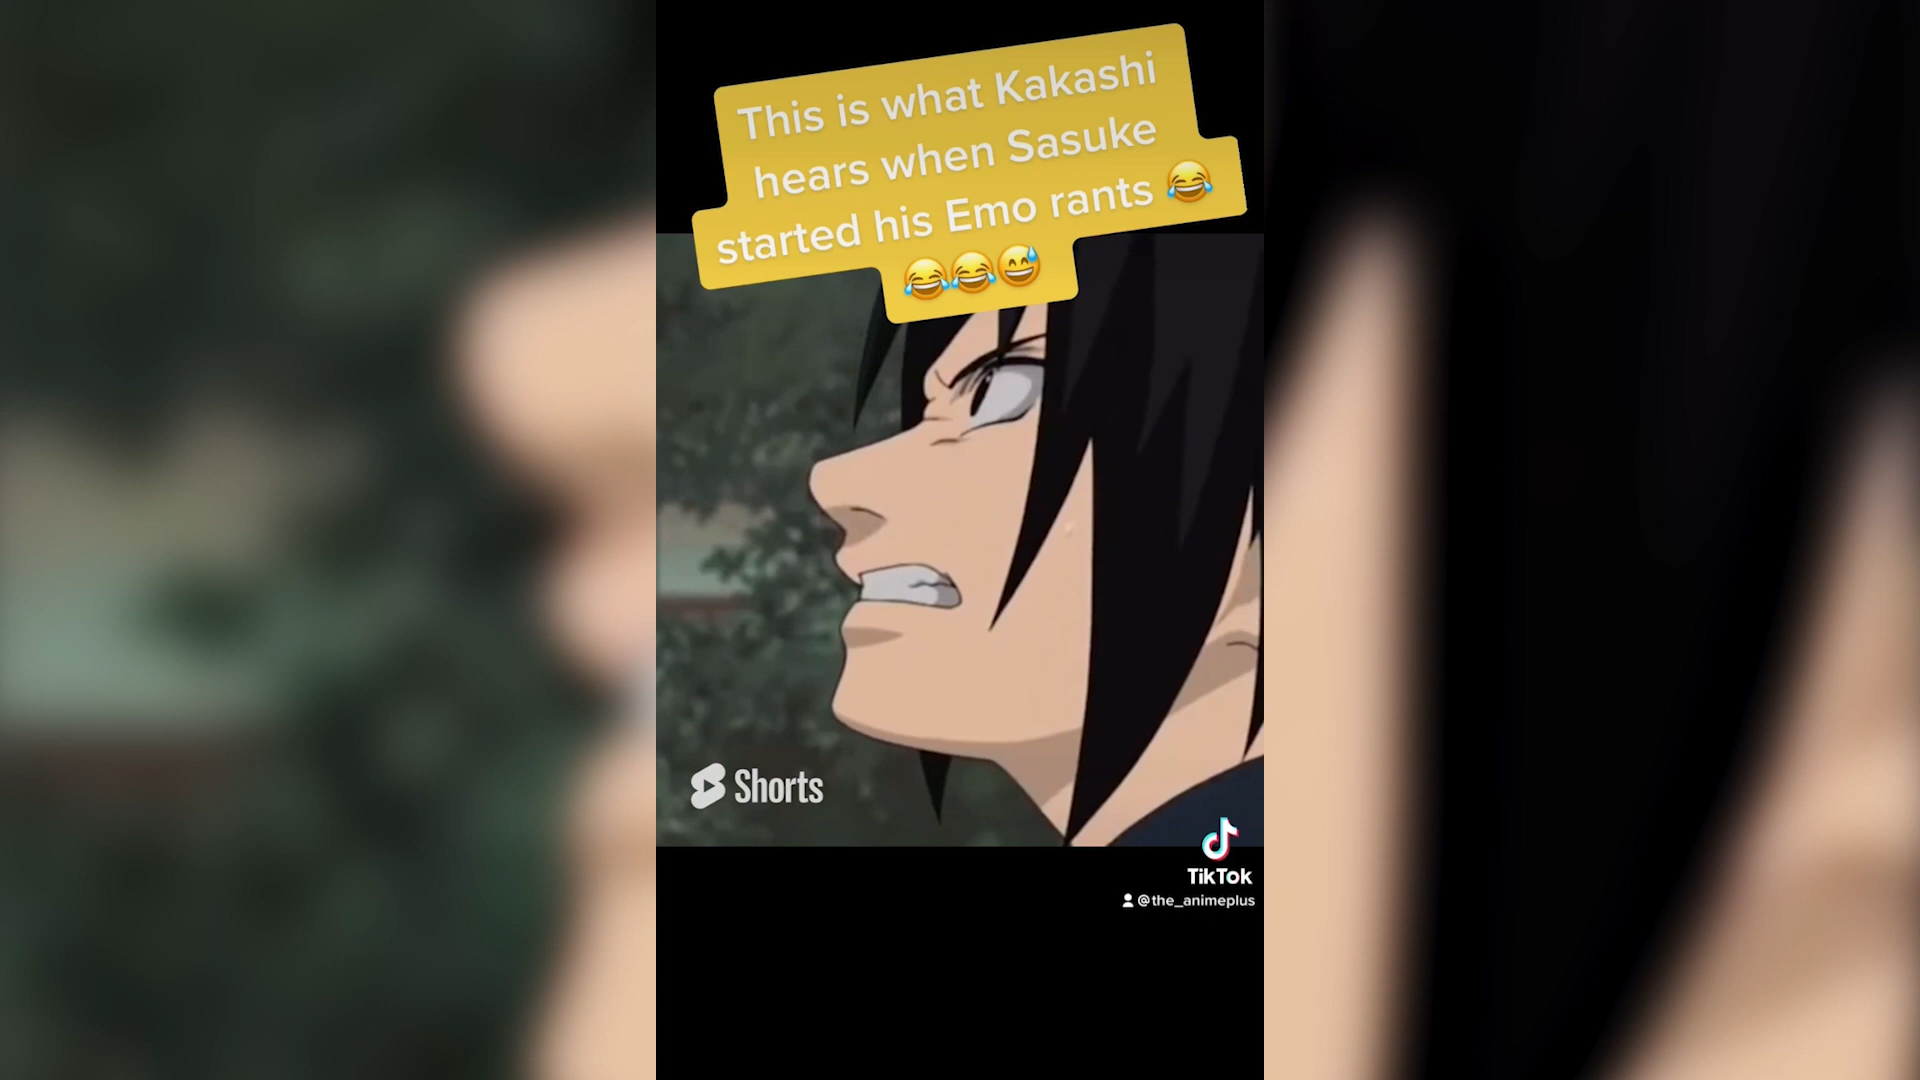 This is what Kakashi
hears when Sasuke
started his Emo rants 😂
😂😂😅
Shorts
TikTok
@the_animeplus